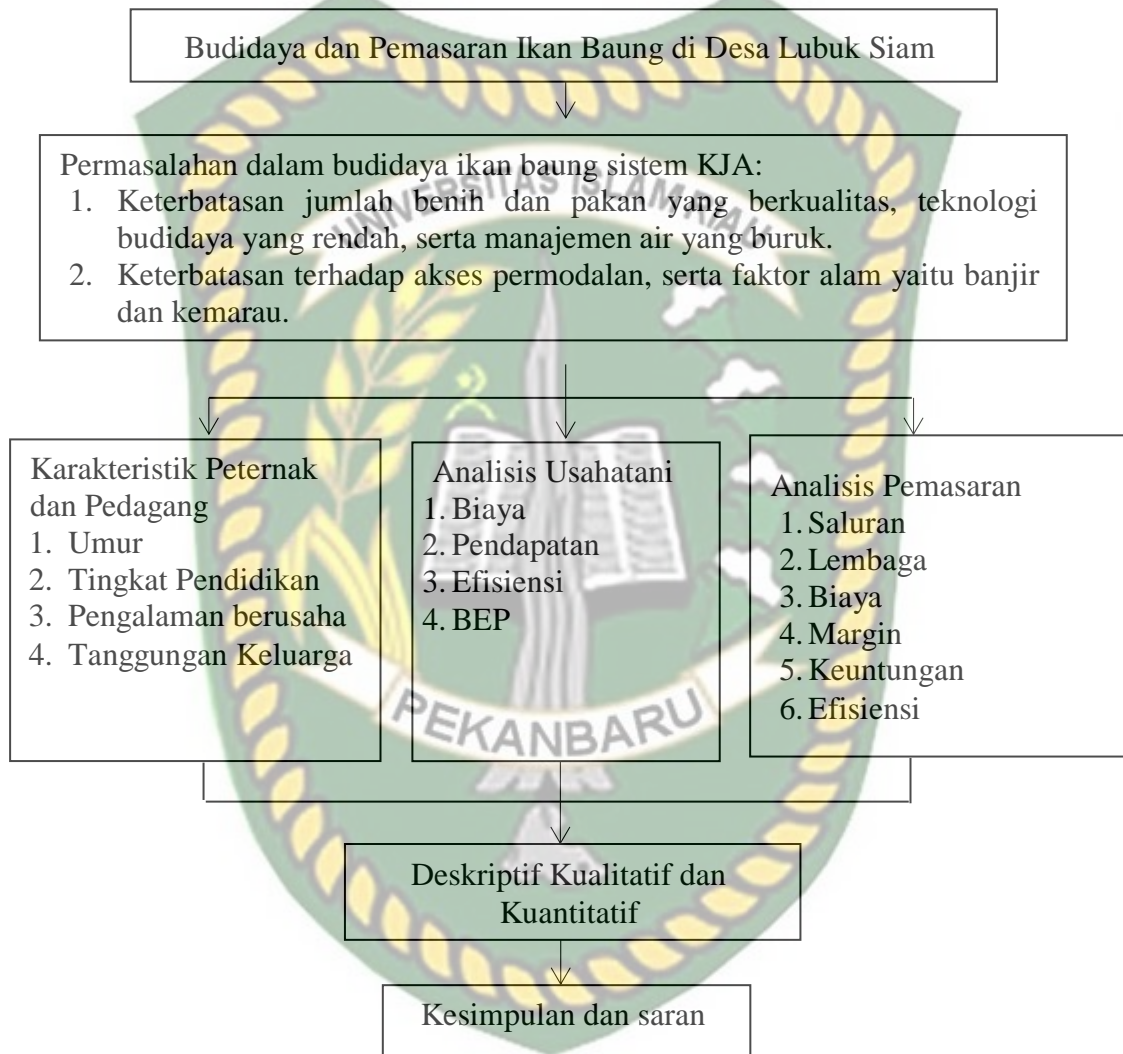 Budidaya dan Pemasaran Ikan Baung di Desa Lubuk Siam
Permasalahan dalam budidaya ikan baung sistem KJA:
1. Keterbatasan jumlah benih dan pakan yang berkualitas, teknologi
budidaya yang rendah, serta manajemen air yang buruk.
2. Keterbatasan terhadap akses permodalan, serta faktor alam yaitu banjir
dan kemarau.
UNIVERSITAS ISLAM RIAU
Karakteristik Peternak
dan Pedagang
1. Umur
2. Tingkat Pendidikan
3. Pengalaman berusaha
4. Tanggungan Keluarga
Analisis Usahatani
1. Biaya
2. Pendapatan
3. Efisiensi
4. BEP
Analisis Pemasaran
1. Saluran
2. Lembaga
3. Biaya
4. Margin
5. Keuntungan
6. Efisiensi
PEKANBARU
Deskriptif Kualitatif dan
Kuantitatif
Kesimpulan dan saran